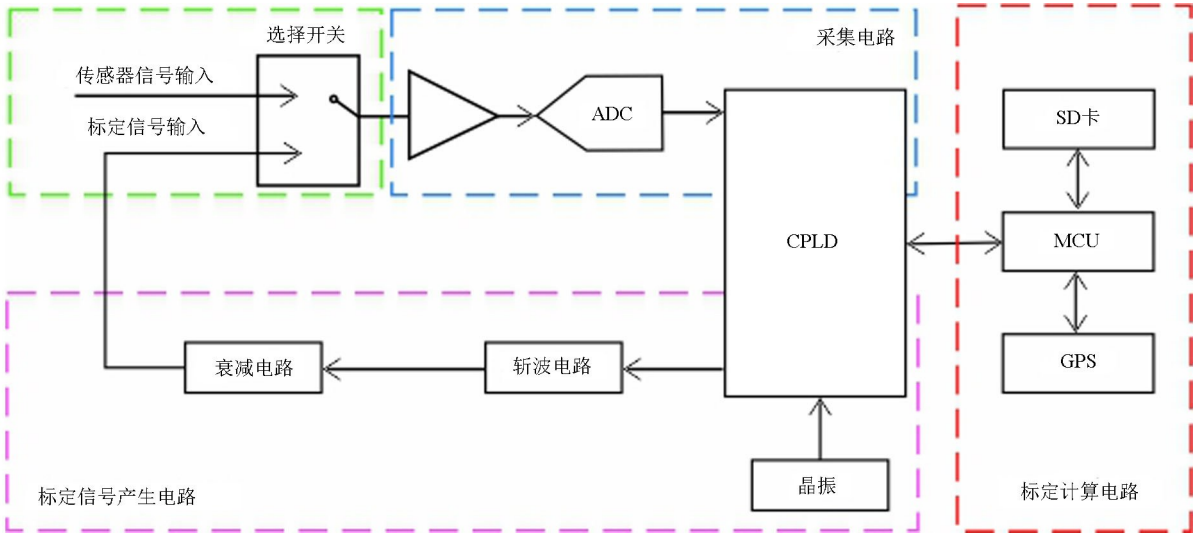 选择开关
采集电路
传感器信号输入
标定信号输入
ADC
SD卡
CPLD
MCU
衰减电路
斩波电路
GPS
晶振
标定信号产生电路
标定计算电路